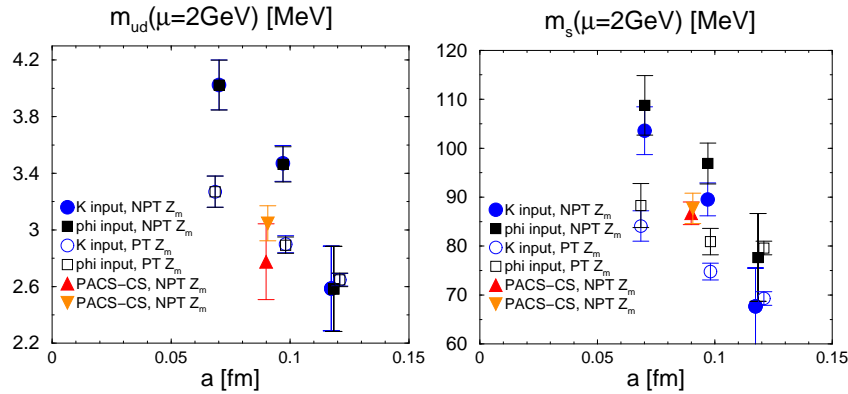 m_ud(μ=2GeV) [MeV]
4.2
3.8
3.4
3
2.6
2.2
K input, NPT Z_m
phi input, NPT Z_m
K input, PT Z_m
phi input, PT Z_m
PACS−CS, NPT Z_m
PACS−CS, NPT Z_m
0 0.05 0.1 0.15
a [fm]
m_s(μ=2GeV) [MeV]
120
110
100
90
80
70
60
K input, NPT Z_m
phi input, NPT Z_m
K input, PT Z_m
phi input, PT Z_m
PACS−CS, NPT Z_m
PACS−CS, NPT Z_m
0 0.05 0.1 0.15
a [fm]